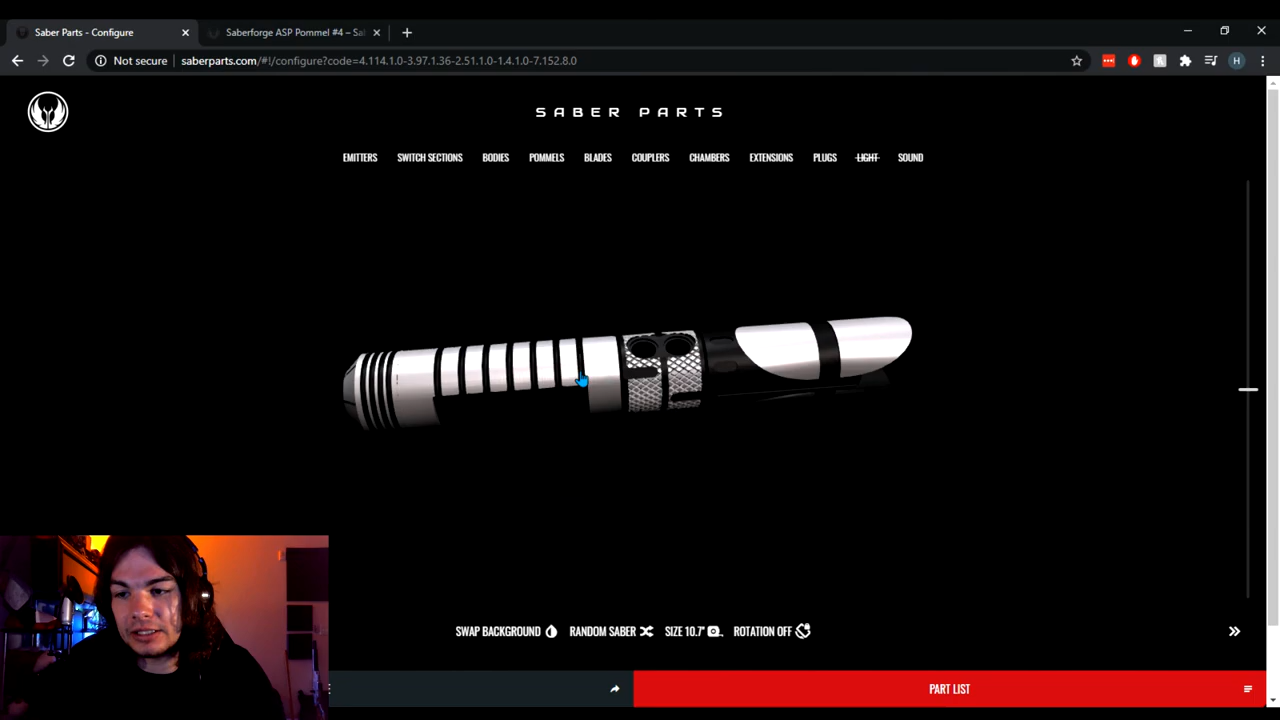 Saber Parts - Configure
Saberforge ASP Pommel #4 – Sal
Not secure saberparts.com/#!/configure?code=4.114.1.0-3.97.1.36-2.51.1.0-1.4.1.0-7.152.8.0
H
SABER PARTS
EMITTERS SWITCH SECTIONS BODIES POMMELS BLADES COUPLERS CHAMBERS EXTENSIONS PLUGS LIGHT SOUND
SWAP BACKGROUND RANDOM SABER SIZE 10.7" ROTATION OFF
PART LIST